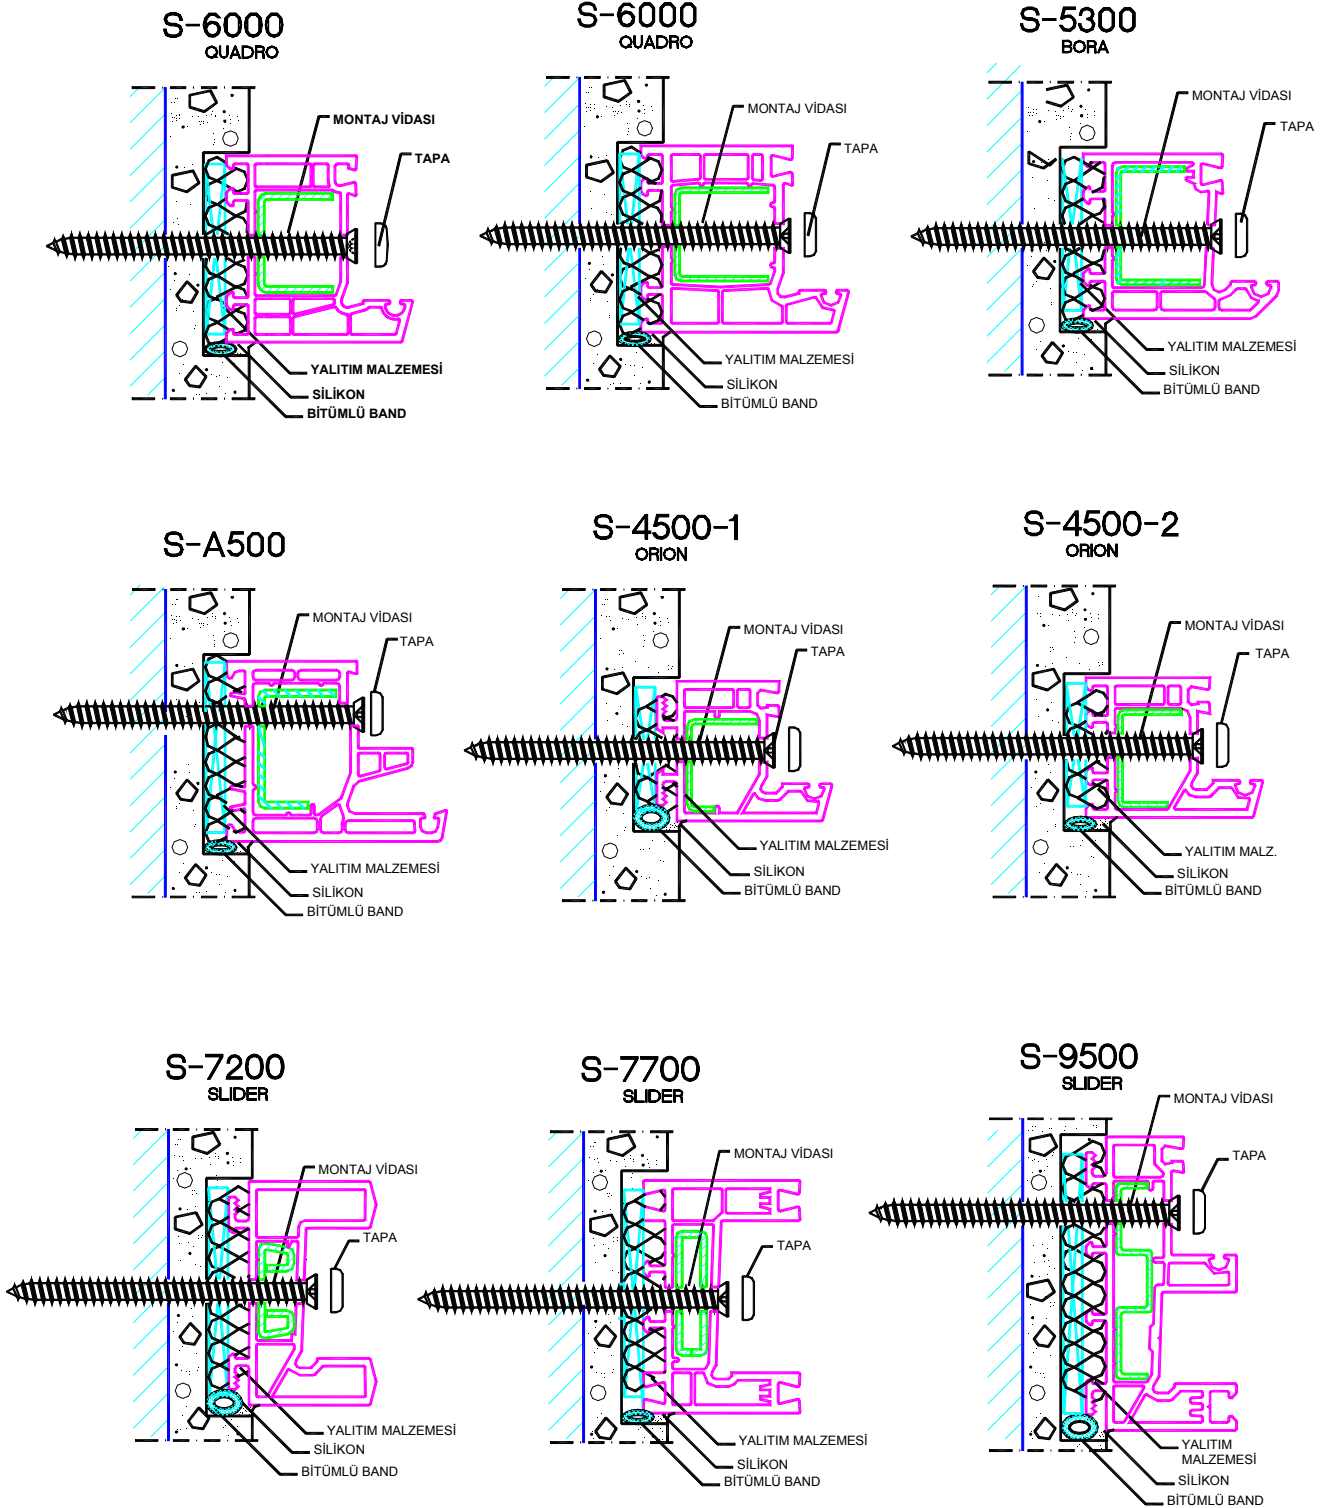 S-6000
QUADRO
MONTAJ VİDASI
TAPA
YALITIM MALZEMESİ
SİLİKON
BİTÜMLÜ BAND
S-6000
QUADRO
MONTAJ VİDASI
TAPA
YALITIM MALZEMESİ
SİLİKON
BİTÜMLÜ BAND
S-5300
BORA
MONTAJ VİDASI
TAPA
YALITIM MALZEMESİ
SİLİKON
BİTÜMLÜ BAND
S-A500
MONTAJ VİDASI
TAPA
YALITIM MALZEMESİ
SİLİKON
BİTÜMLÜ BAND
S-4500-1
ORION
MONTAJ VİDASI
TAPA
YALITIM MALZEMESİ
SİLİKON
BİTÜMLÜ BAND
S-4500-2
ORION
MONTAJ VİDASI
TAPA
YALITIM MALZ.
SİLİKON
BİTÜMLÜ BAND
S-7200
SLIDER
MONTAJ VİDASI
TAPA
YALITIM MALZEMESİ
SİLİKON
BİTÜMLÜ BAND
S-7700
SLIDER
MONTAJ VİDASI
TAPA
YALITIM MALZEMESİ
SİLİKON
BİTÜMLÜ BAND
S-9500
SLIDER
MONTAJ VİDASI
TAPA
YALITIM
MALZEMESİ
SİLİKON
BİTÜMLÜ BAND